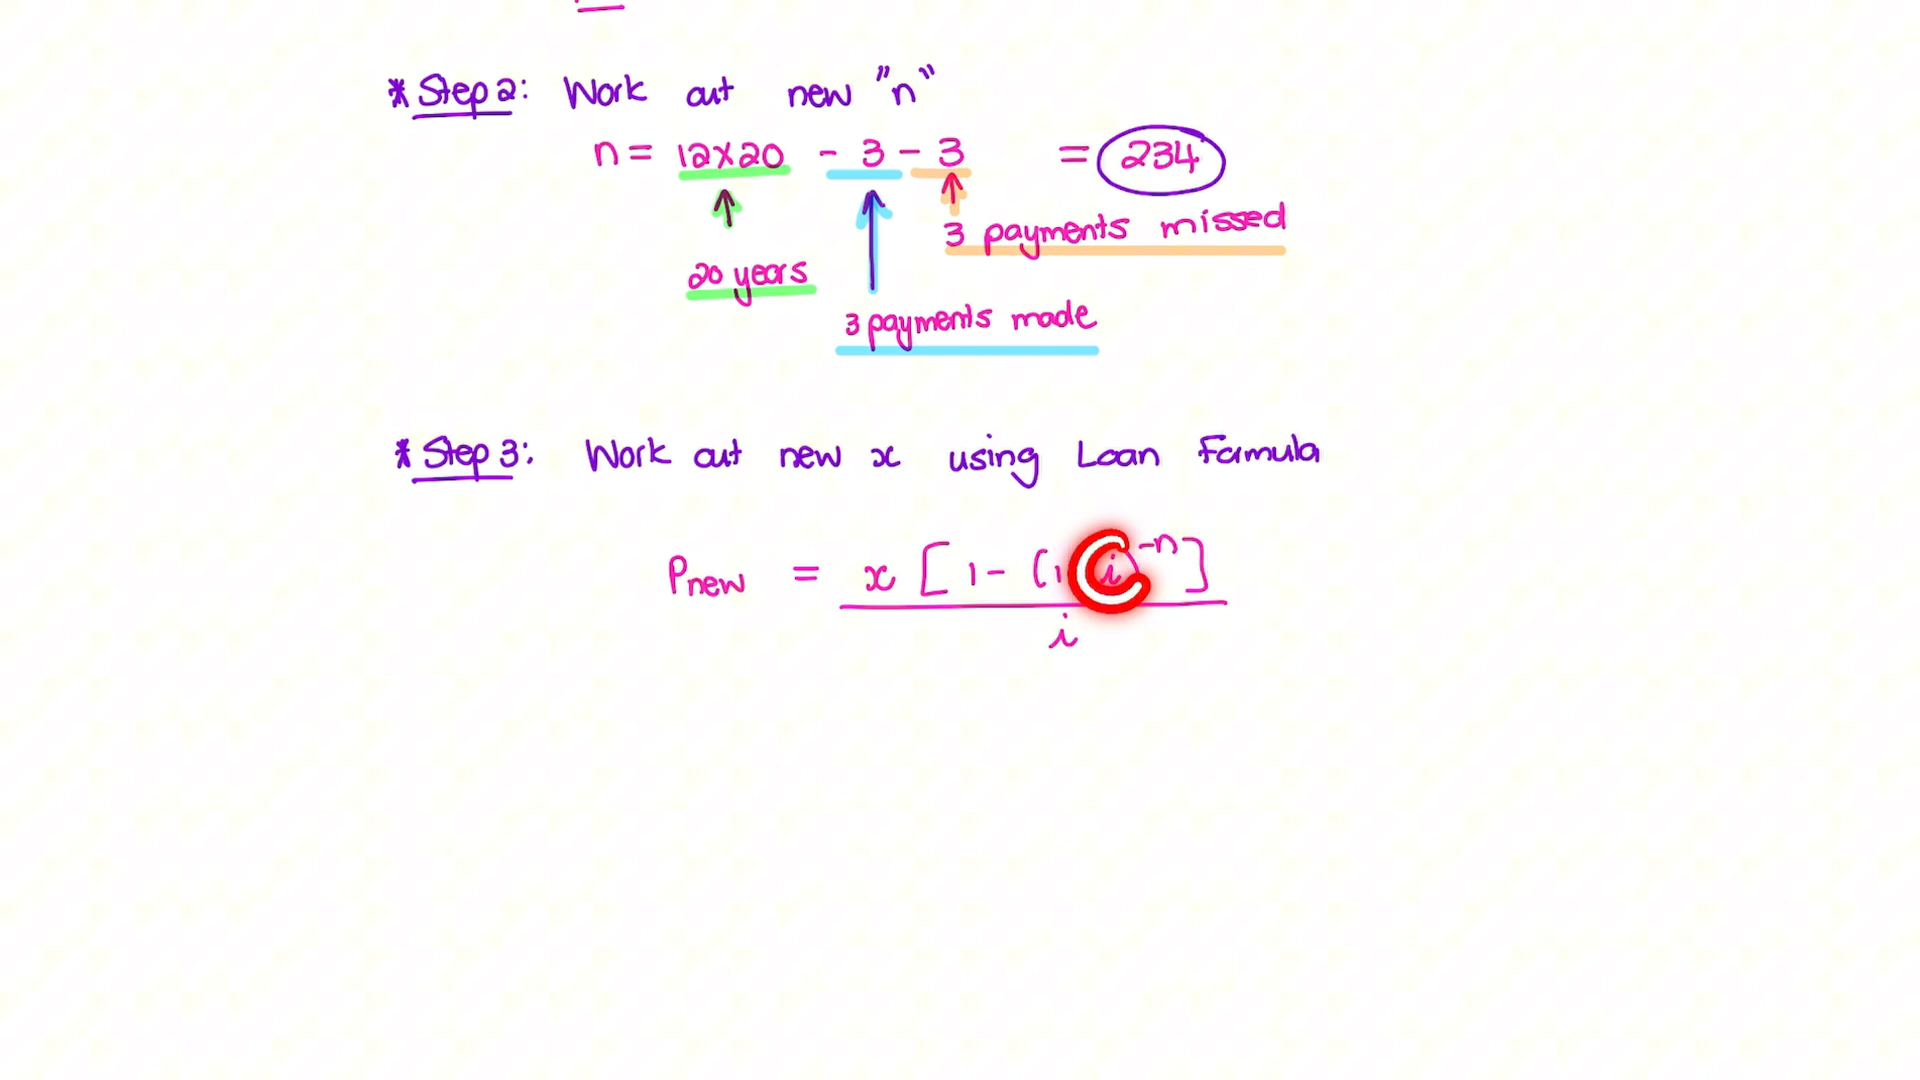 * Step 2: Work out new "n"
n = 12x20 - 3 - 3 = 234
3 payments missed
20 years
3 payments made
* Step 3: Work out new x using Loan Formula
Pnew = x [ 1 - (1 i)^-n ]
i